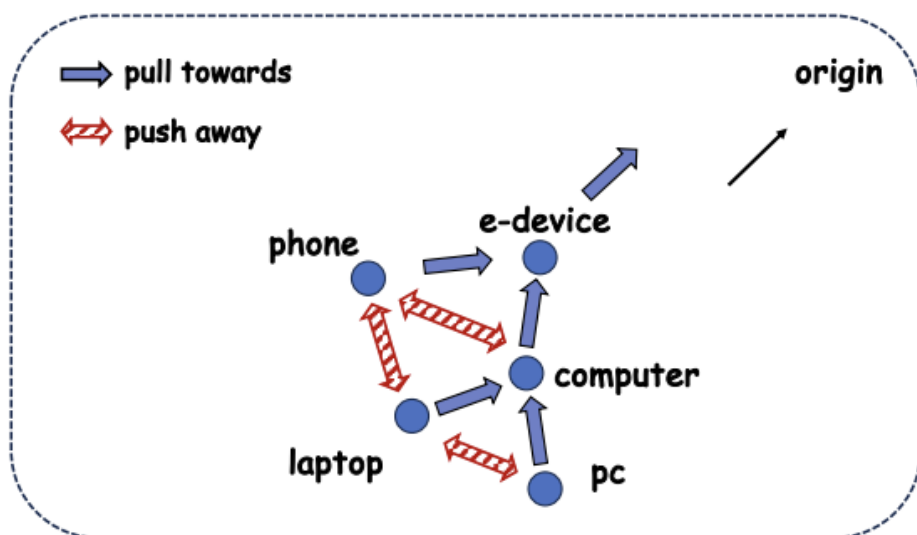 pull towards
origin
push away
e-device
phone
computer
laptop
pc